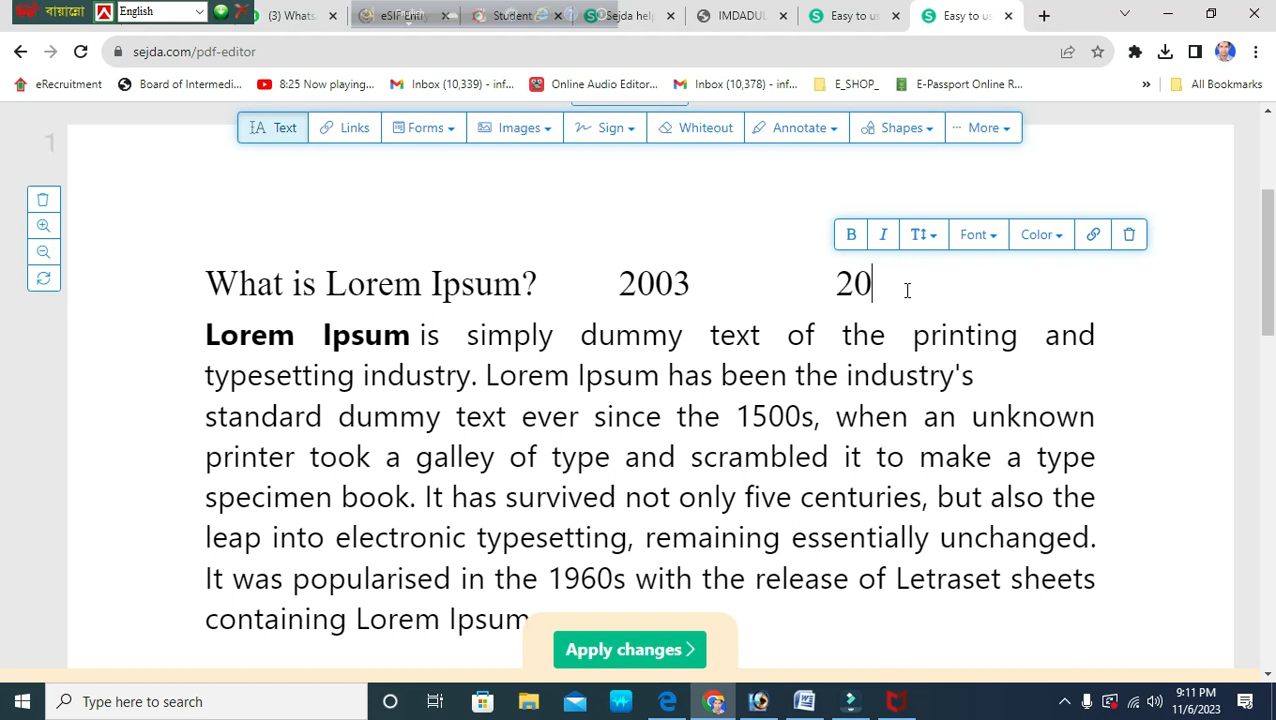 বায়ান্নো English (3) Whats eSIF Entr Student Sejda help IMDADUL Easy to us Easy to us
sejda.com/pdf-editor
eRecruitment Board of Intermedi... 8:25 Now playing... Inbox (10,339) - inf... Online Audio Editor... Inbox (10,378) - inf... E_SHOP_ E-Passport Online R... » All Bookmarks
Text Links Forms Images Sign Whiteout Annotate Shapes More
1
B I T Font Color
What is Lorem Ipsum? 2003 20
Lorem Ipsum is simply dummy text of the printing and
typesetting industry. Lorem Ipsum has been the industry's
standard dummy text ever since the 1500s, when an unknown
printer took a galley of type and scrambled it to make a type
specimen book. It has survived not only five centuries, but also the
leap into electronic typesetting, remaining essentially unchanged.
It was popularised in the 1960s with the release of Letraset sheets
containing Lorem Ipsum
Apply changes
Type here to search
9:11 PM
11/6/2023